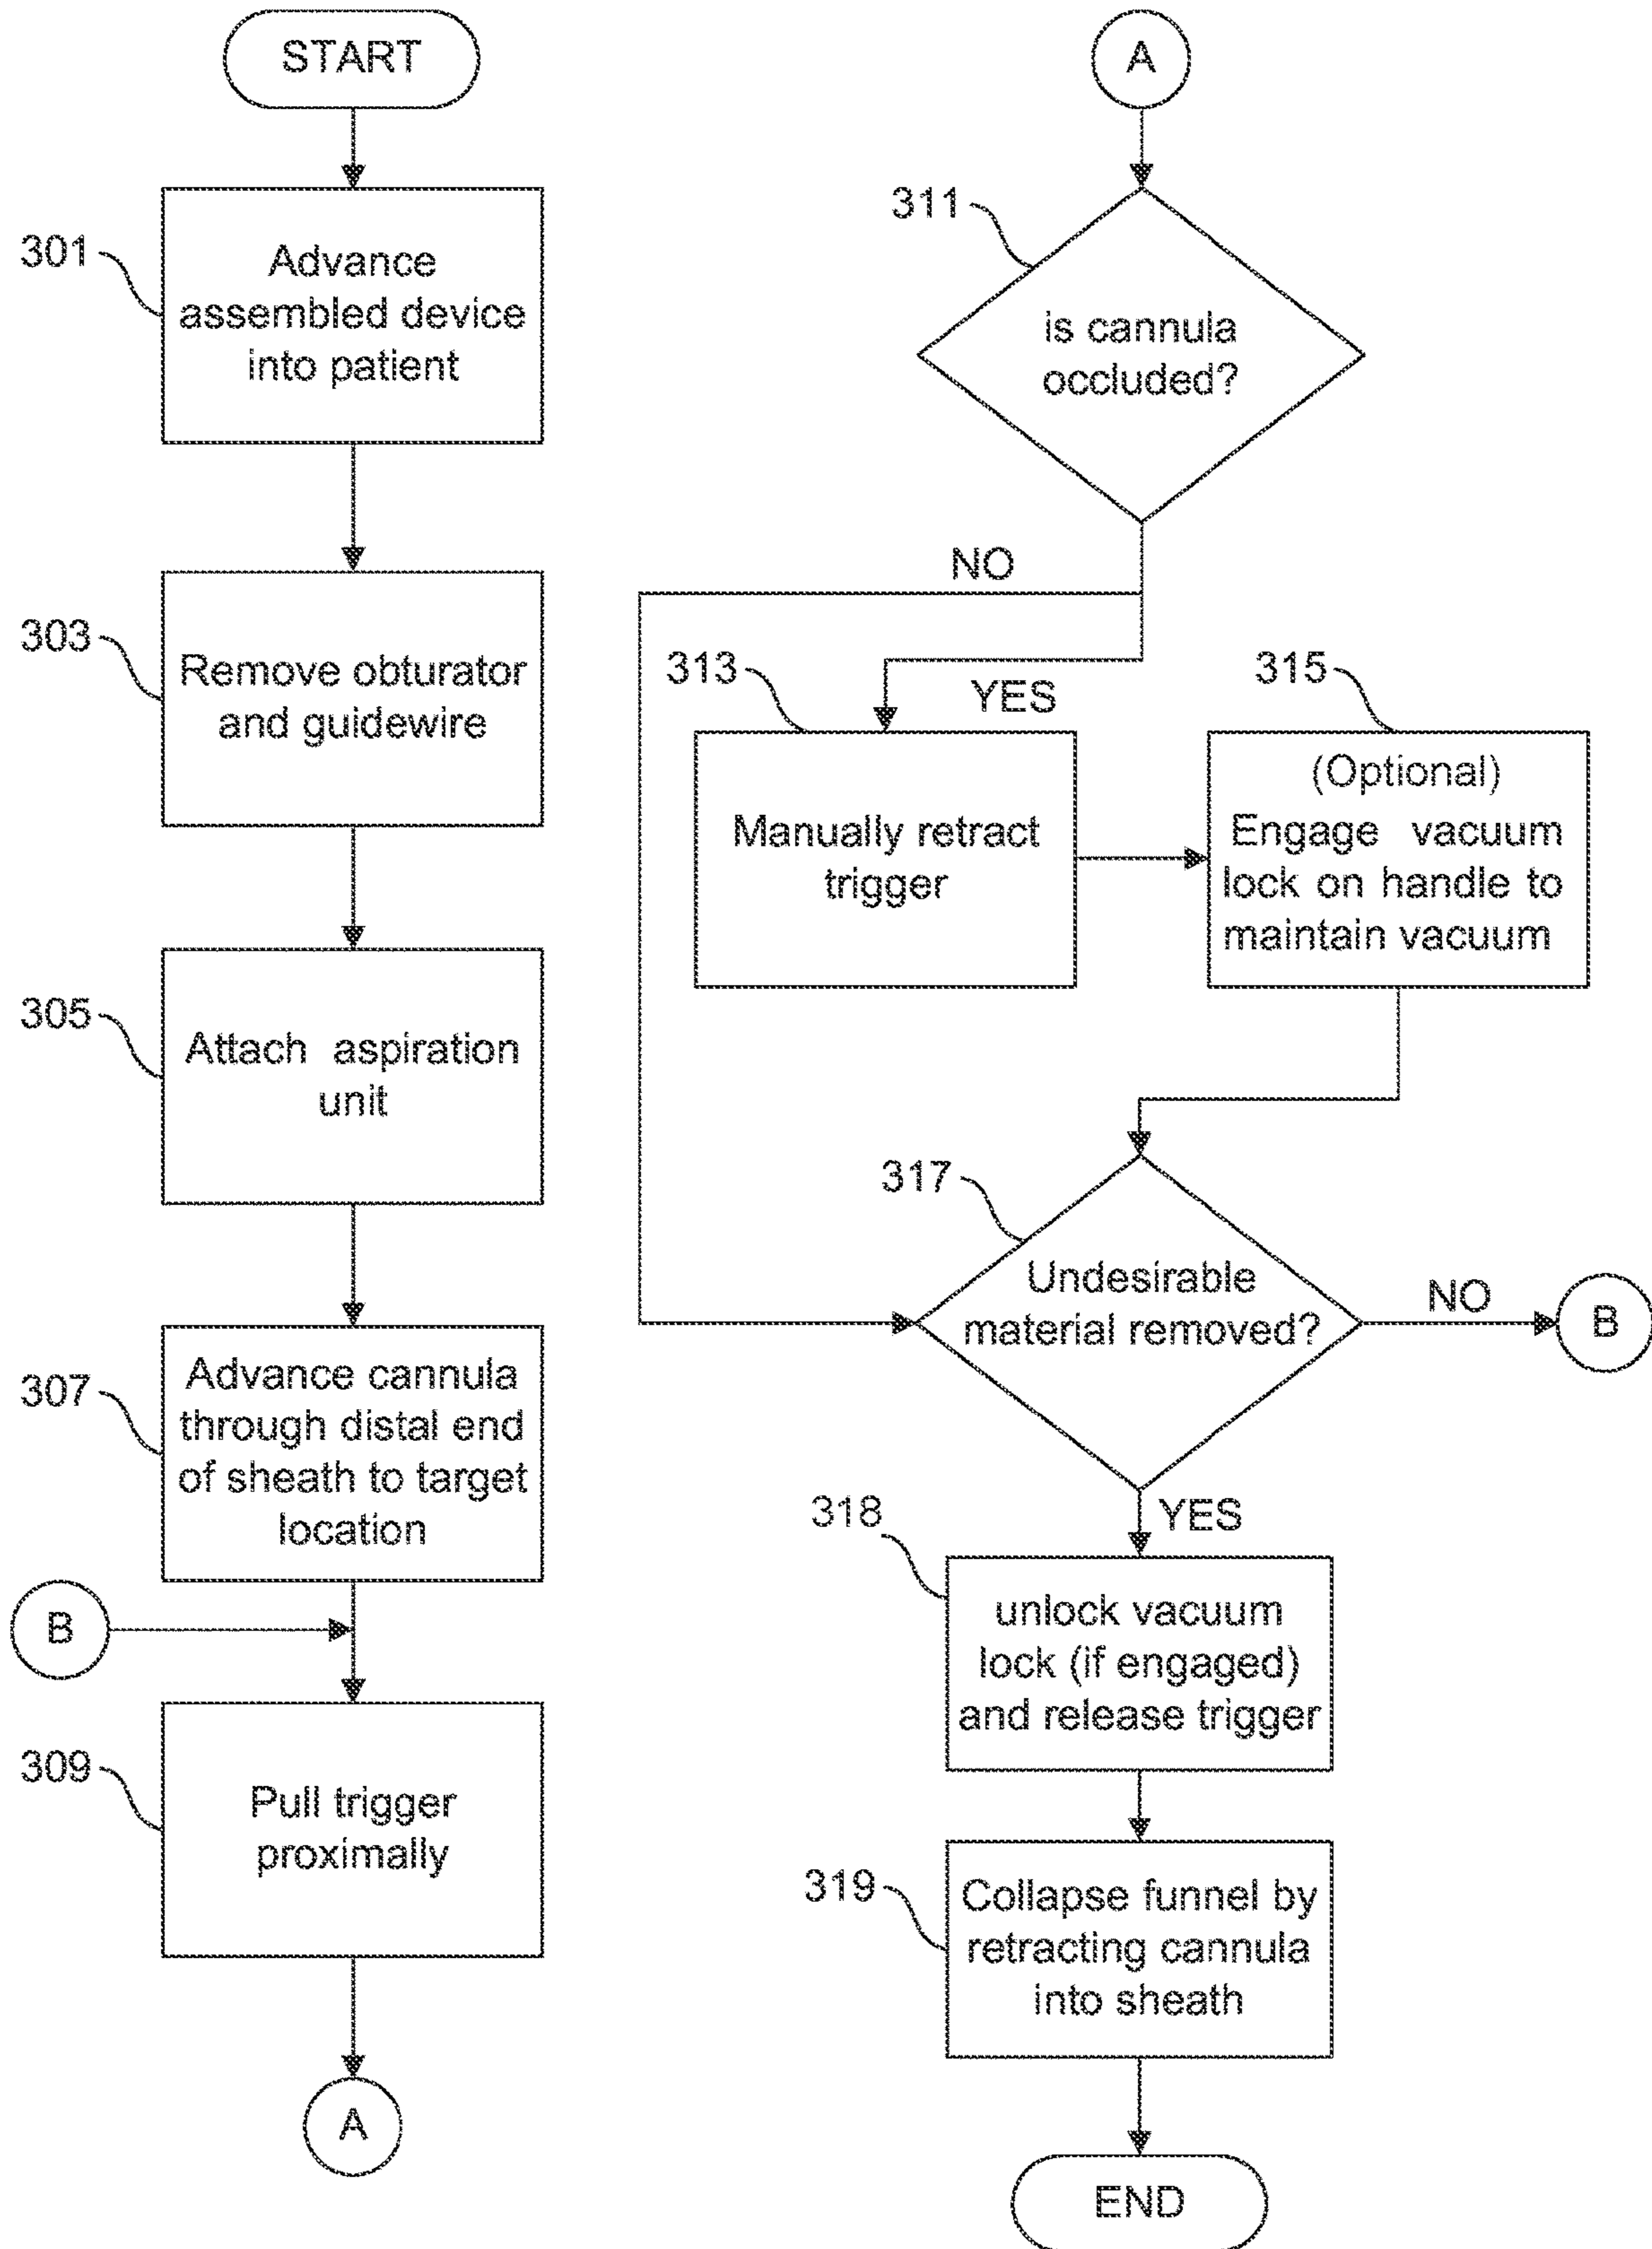 START
301
Advance
assembled device
into patient
303
Remove obturator
and guidewire
305
Attach aspiration
unit
307
Advance cannula
through distal end
of sheath to target
location
B
309
Pull trigger
proximally
A
A
311
is cannula
occluded?
NO
YES
313
Manually retract
trigger
315
(Optional)
Engage vacuum
lock on handle to
maintain vacuum
317
Undesirable
material removed?
NO
B
YES
318
unlock vacuum
lock (if engaged)
and release trigger
319
Collapse funnel by
retracting cannula
into sheath
END